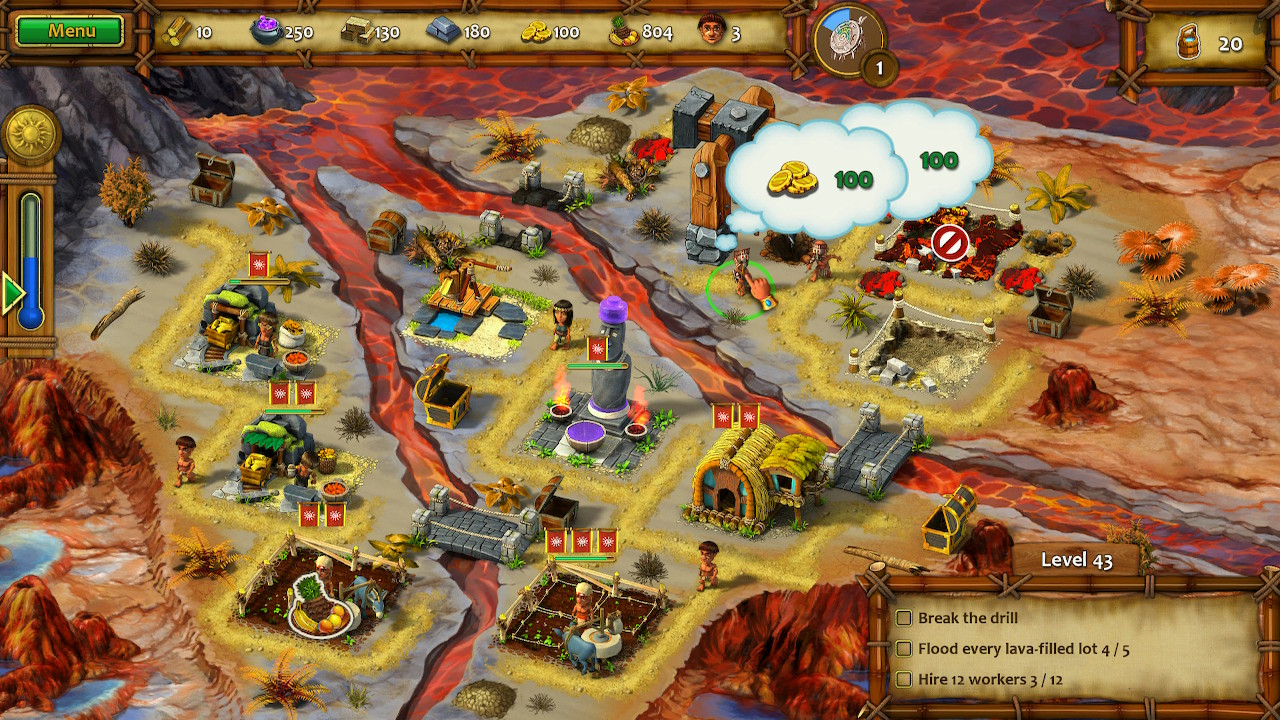 Menu
10
250
130
180
100
804
3
1
20
100
100
Level 43
Break the drill
Flood every lava-filled lot 4 / 5
Hire 12 workers 3 / 12